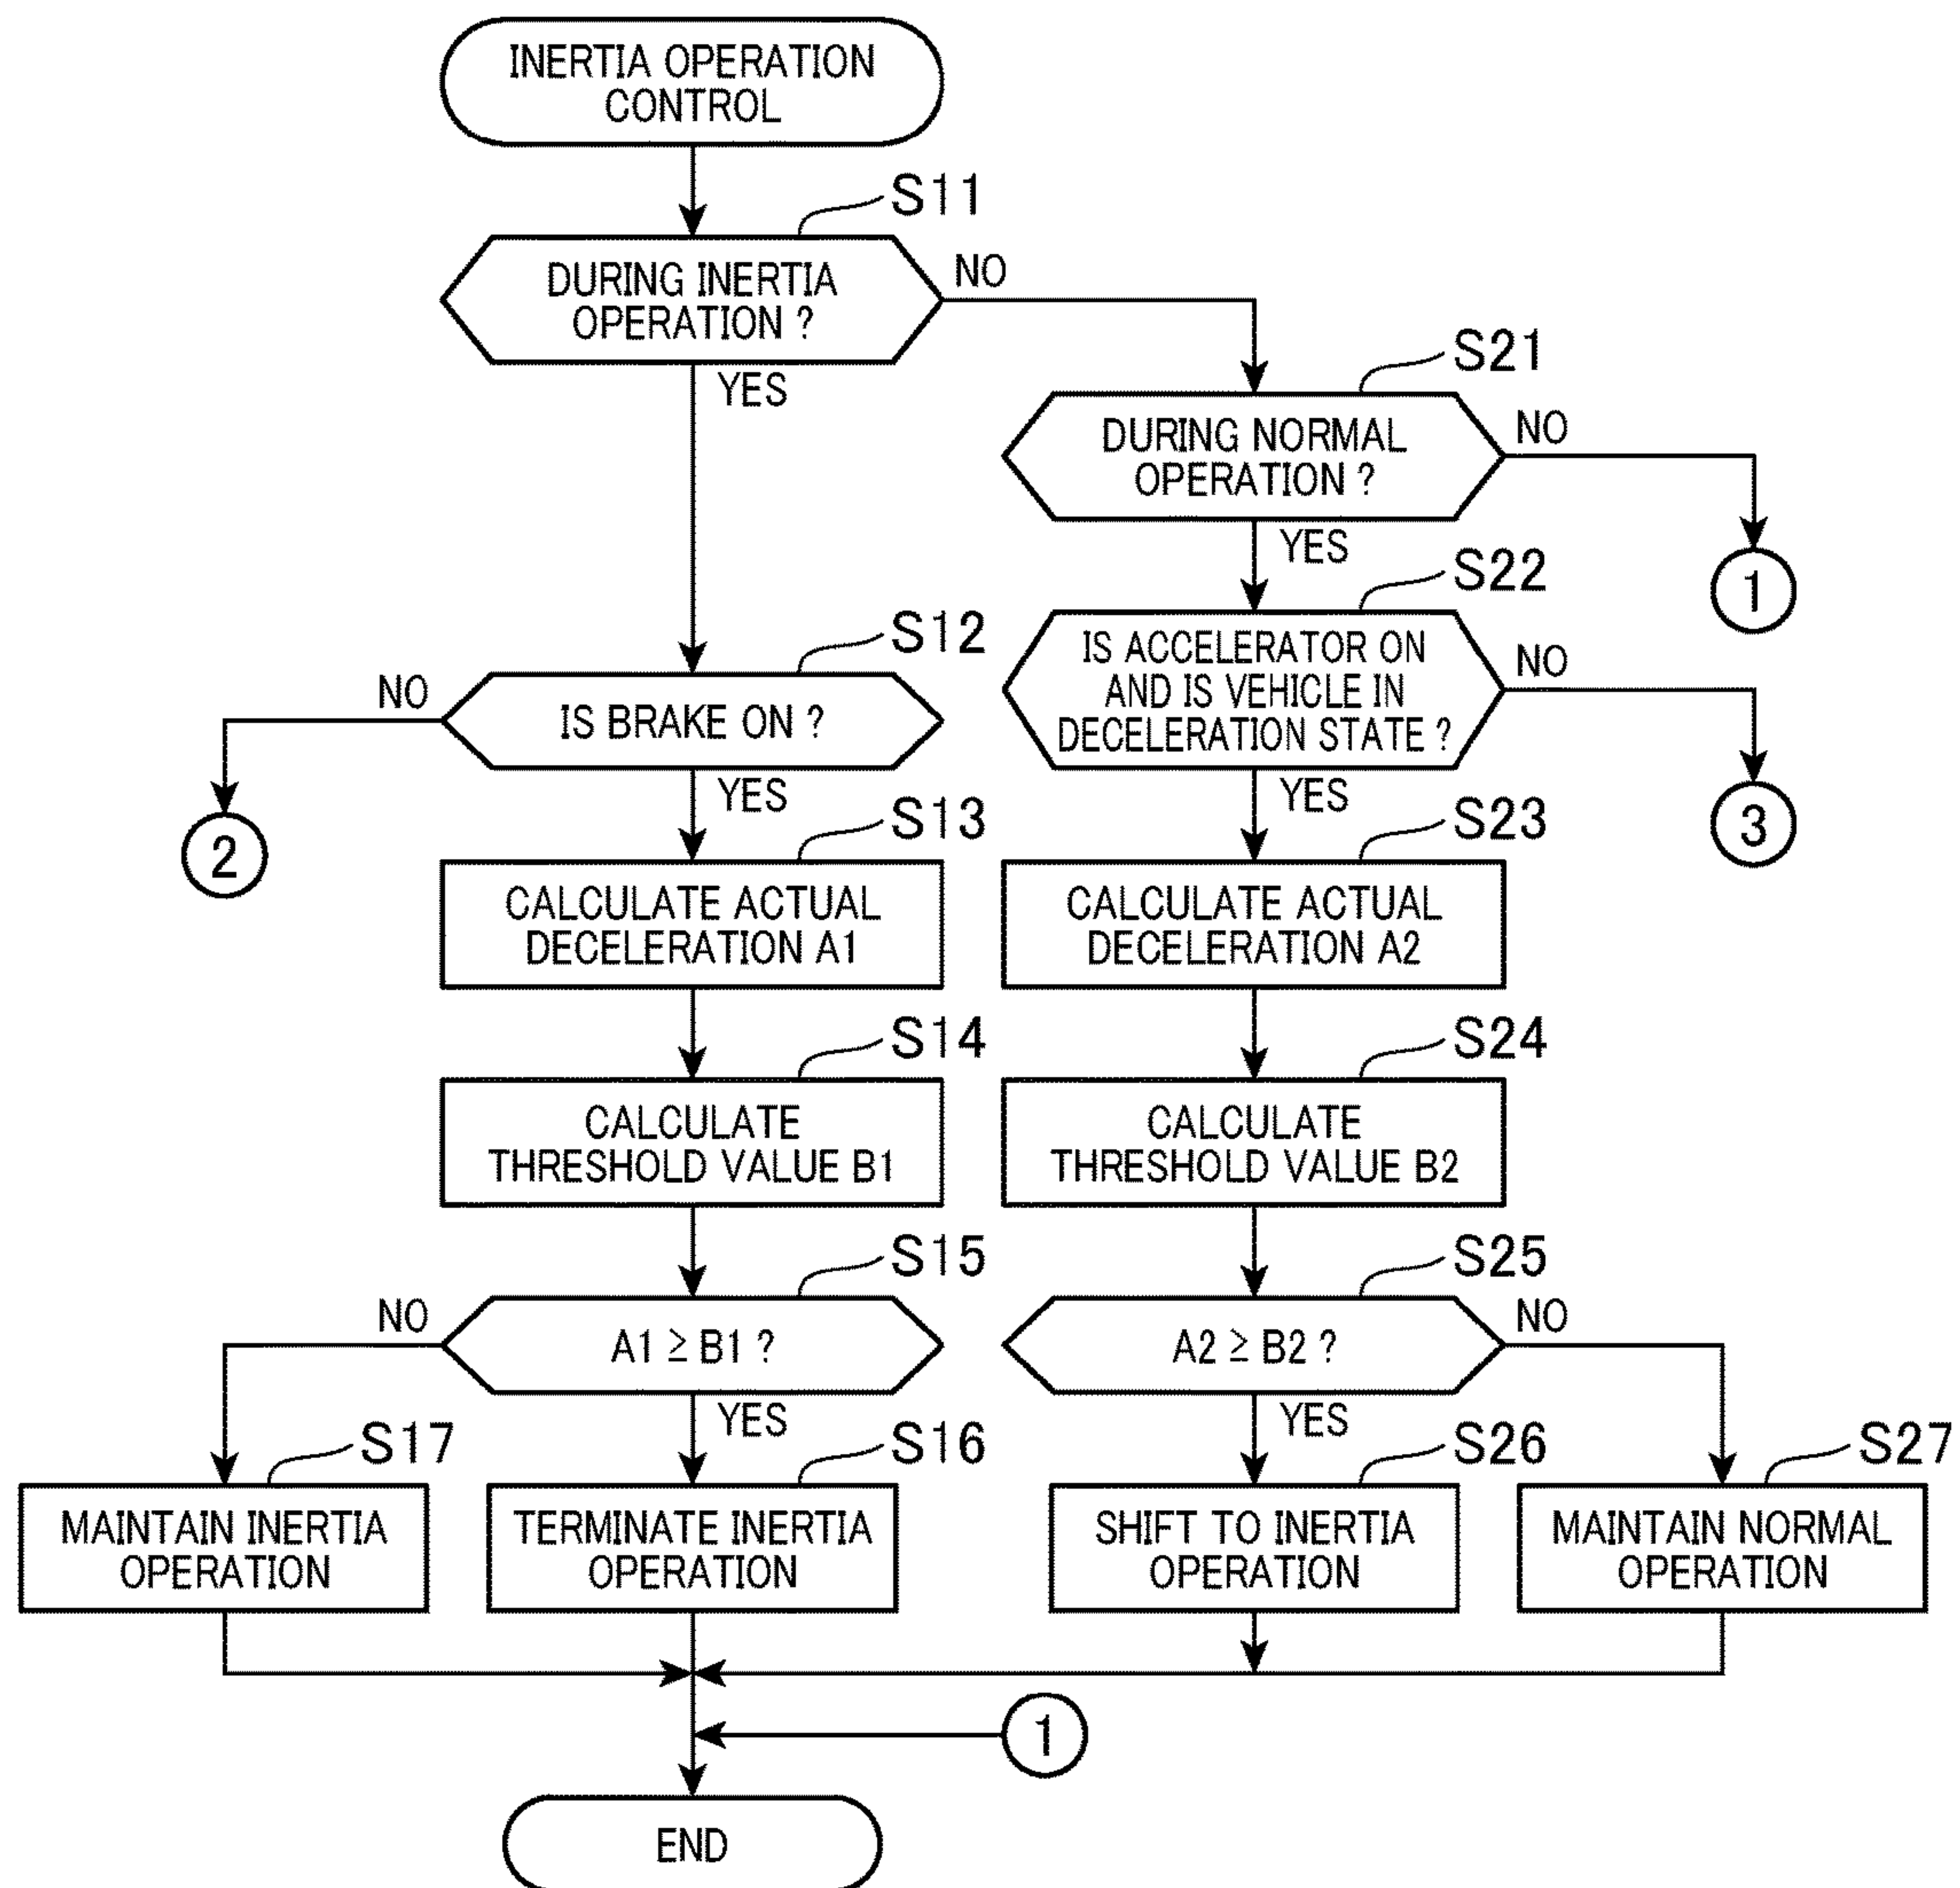 INERTIA OPERATION
CONTROL
S11
DURING INERTIA
OPERATION ?
NO
YES
S21
DURING NORMAL
OPERATION ?
NO
YES
1
S22
IS ACCELERATOR ON
AND IS VEHICLE IN
DECELERATION STATE ?
NO
YES
3
S12
IS BRAKE ON ?
NO
YES
2
S13
CALCULATE ACTUAL
DECELERATION A1
S23
CALCULATE ACTUAL
DECELERATION A2
S14
CALCULATE
THRESHOLD VALUE B1
S24
CALCULATE
THRESHOLD VALUE B2
S15
A1 ≥ B1 ?
NO
YES
S25
A2 ≥ B2 ?
NO
YES
S17
MAINTAIN INERTIA
OPERATION
S16
TERMINATE INERTIA
OPERATION
S26
SHIFT TO INERTIA
OPERATION
S27
MAINTAIN NORMAL
OPERATION
1
END